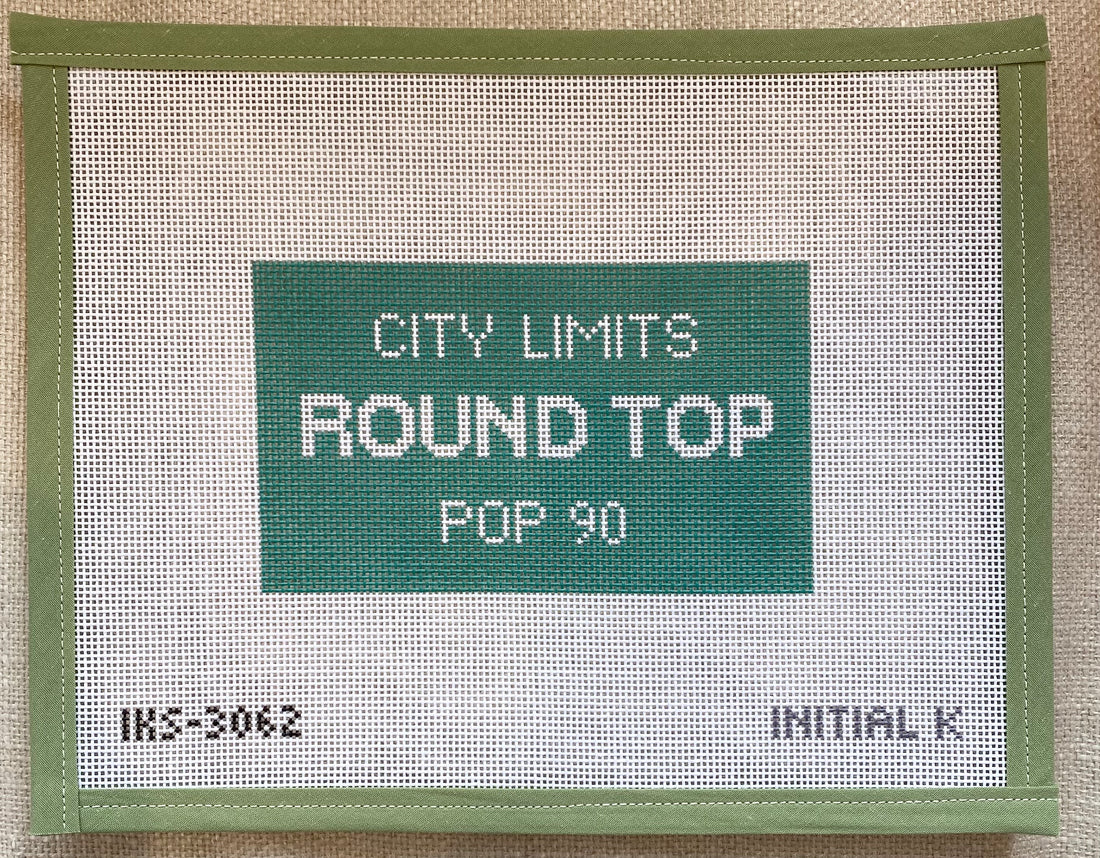 CITY LIMITS
ROUND TOP
POP 90
IKS-3062
INITIAL K